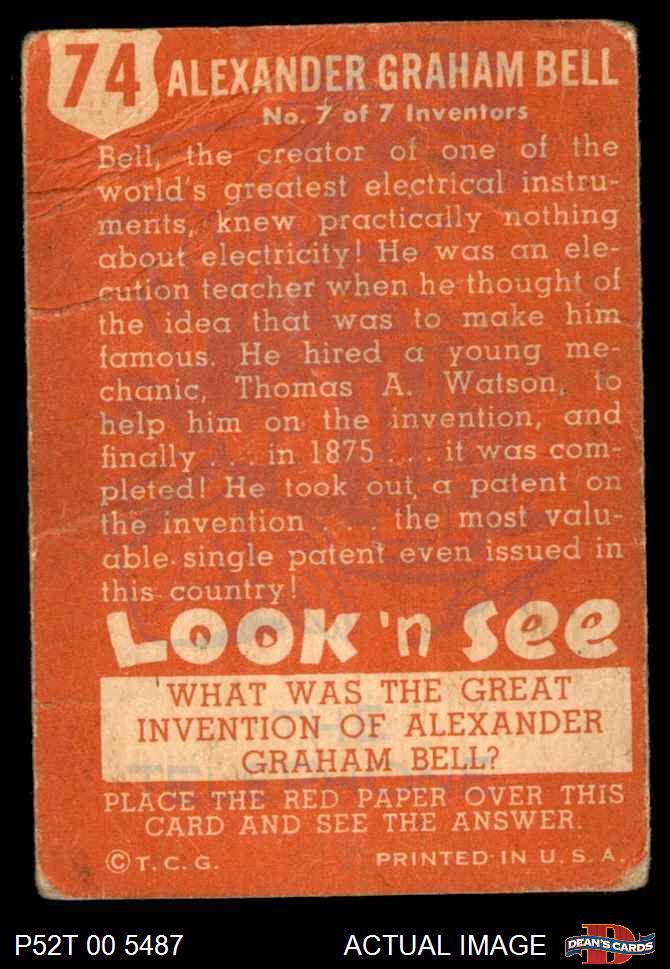 74 ALEXANDER GRAHAM BELL
No. 7 of 7 Inventors
Bell, the creator of one of the
world's greatest electrical instru-
ments, knew practically nothing
about electricity! He was an ele-
cution teacher when he thought of
the idea that was to make him
famous. He hired a young me-
chanic, Thomas A. Watson, to
help him on the invention, and
finally . . . in 1875 . . . it was com-
pleted! He took out a patent on
the invention . . . the most valu-
able single patent even issued in
this country!
LOOK 'n SEE
WHAT WAS THE GREAT
INVENTION OF ALEXANDER
GRAHAM BELL?
THE
TELEPHONE
PLACE THE RED PAPER OVER THIS
CARD AND SEE THE ANSWER.
© T. C. G. PRINTED IN U. S. A.
P52T 00 5487 ACTUAL IMAGE DEAN'S CARDS